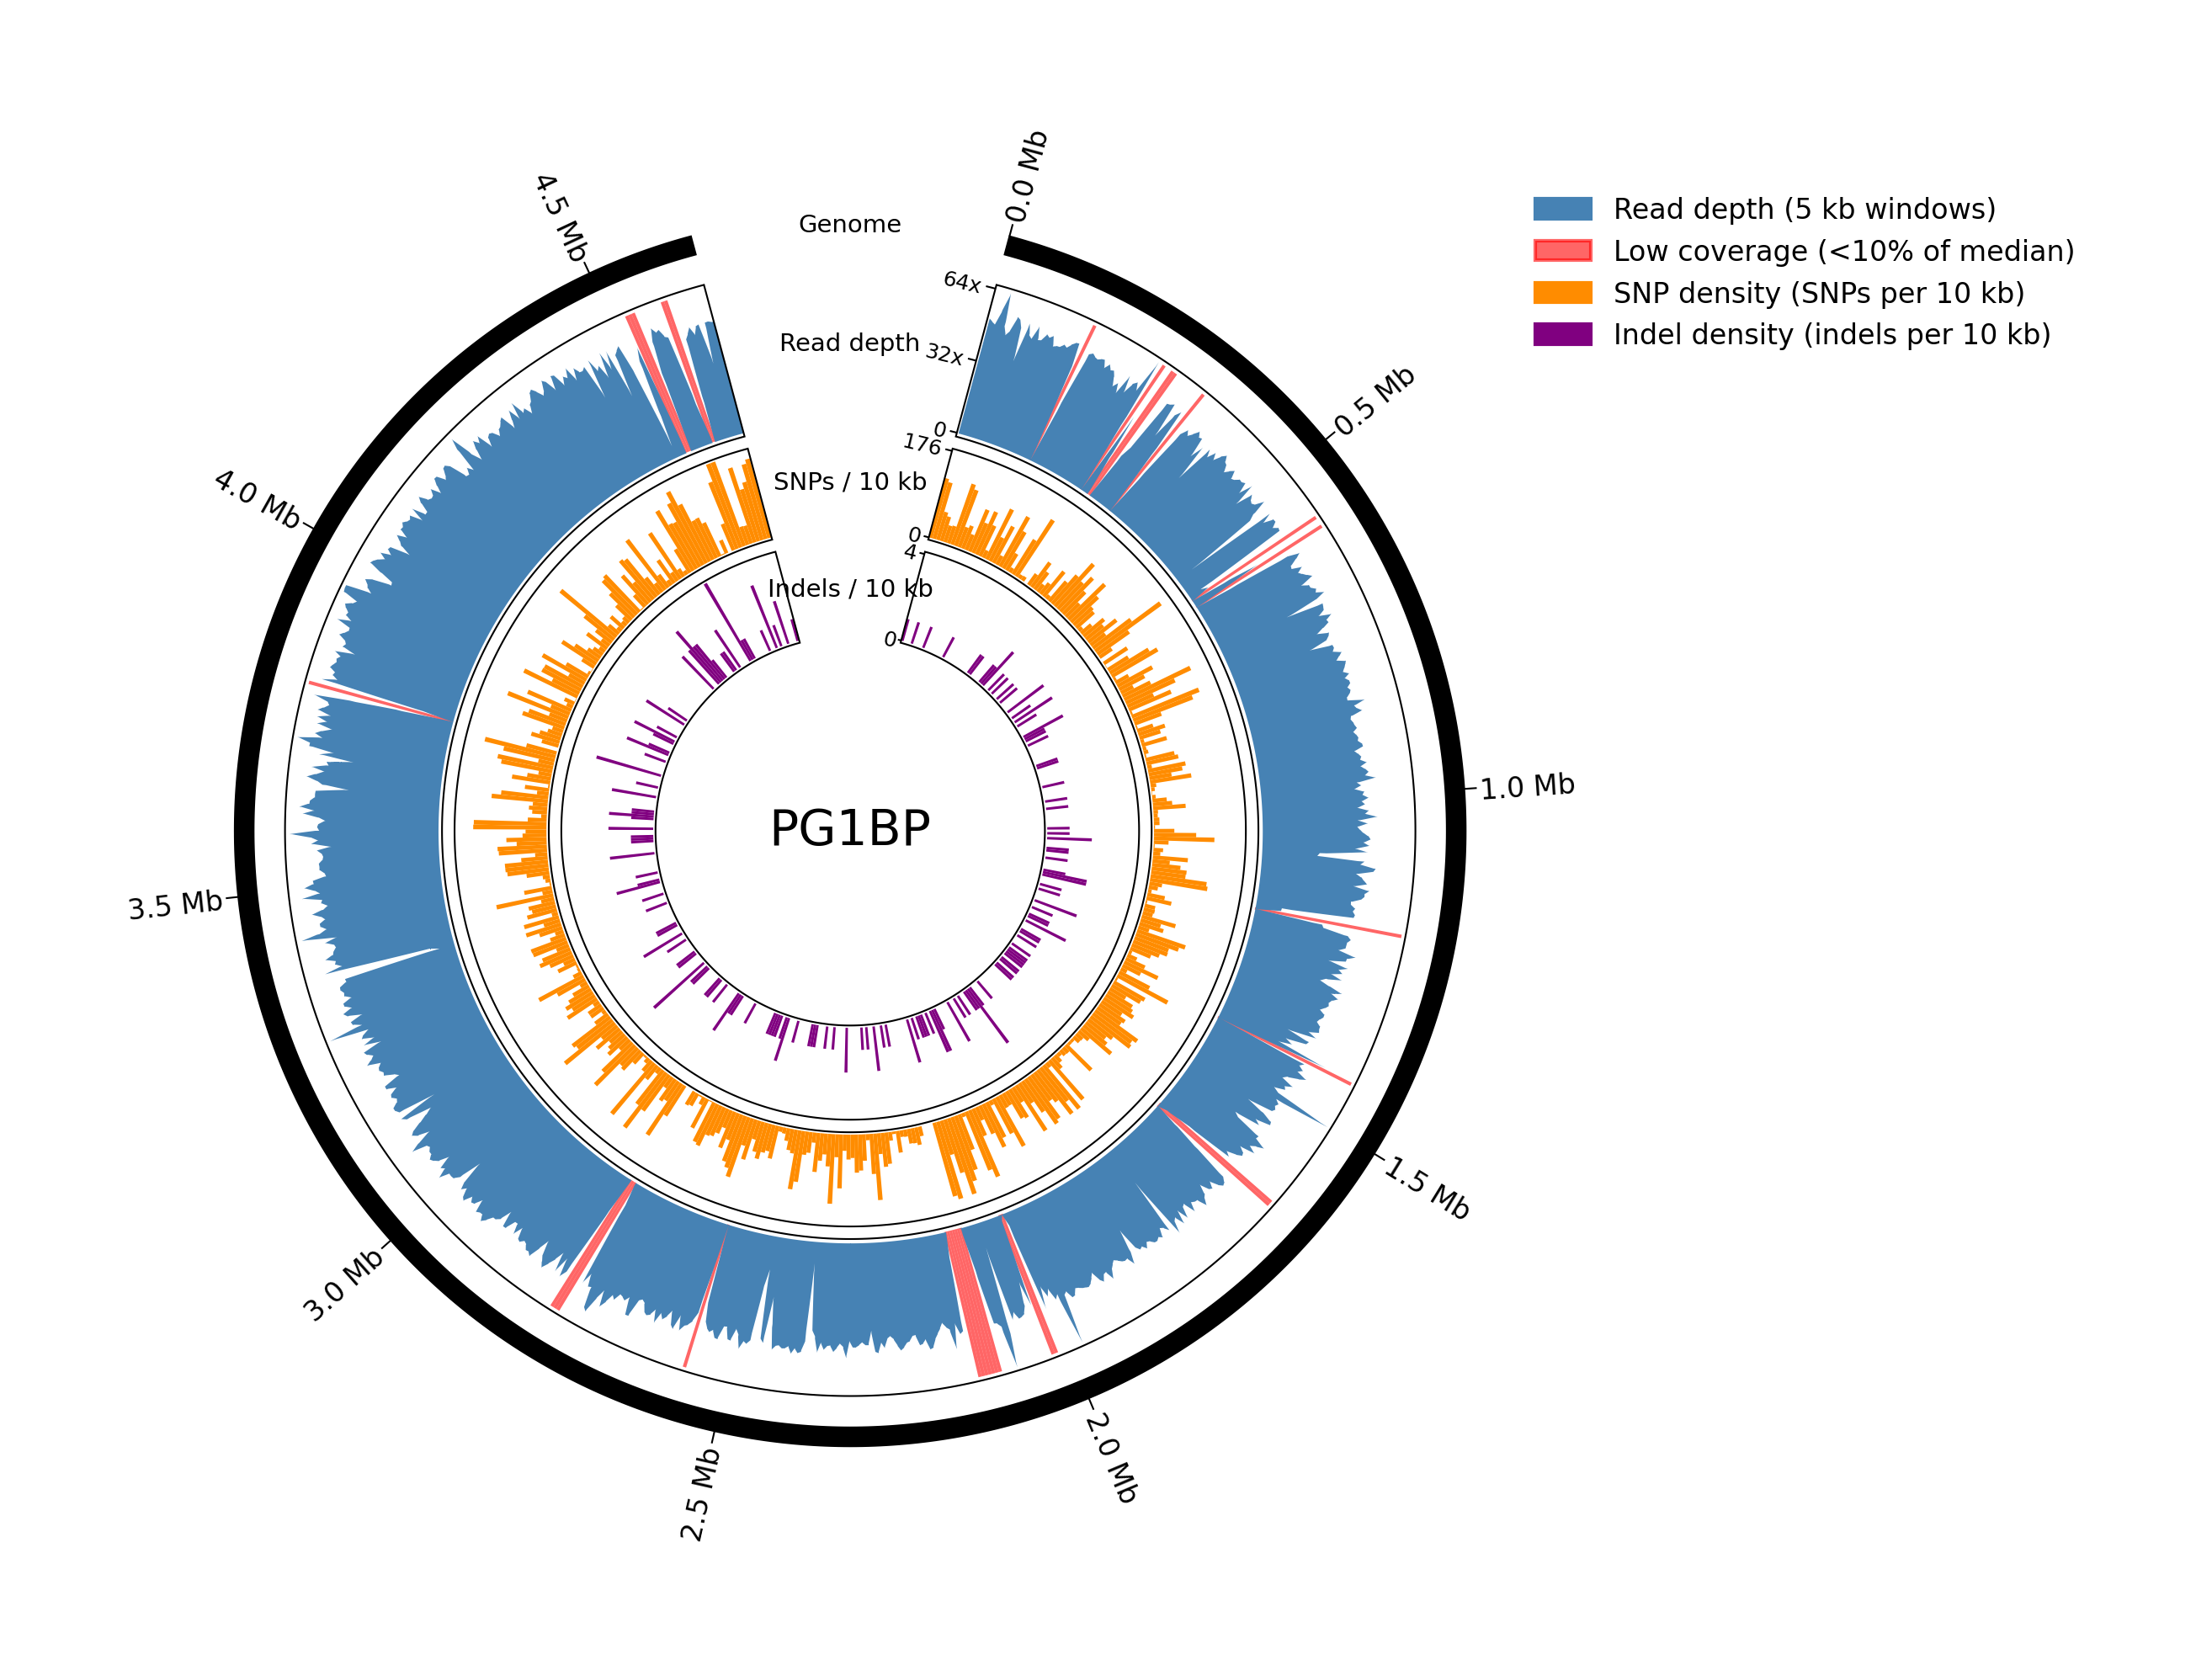 Genome
Read depth
SNPs / 10 kb
Indels / 10 kb
64x
32x
0
176
0
4
0
0.0 Mb
0.5 Mb
1.0 Mb
1.5 Mb
2.0 Mb
2.5 Mb
3.0 Mb
3.5 Mb
4.0 Mb
4.5 Mb
PG1BP
Read depth (5 kb windows)
Low coverage (<10% of median)
SNP density (SNPs per 10 kb)
Indel density (indels per 10 kb)